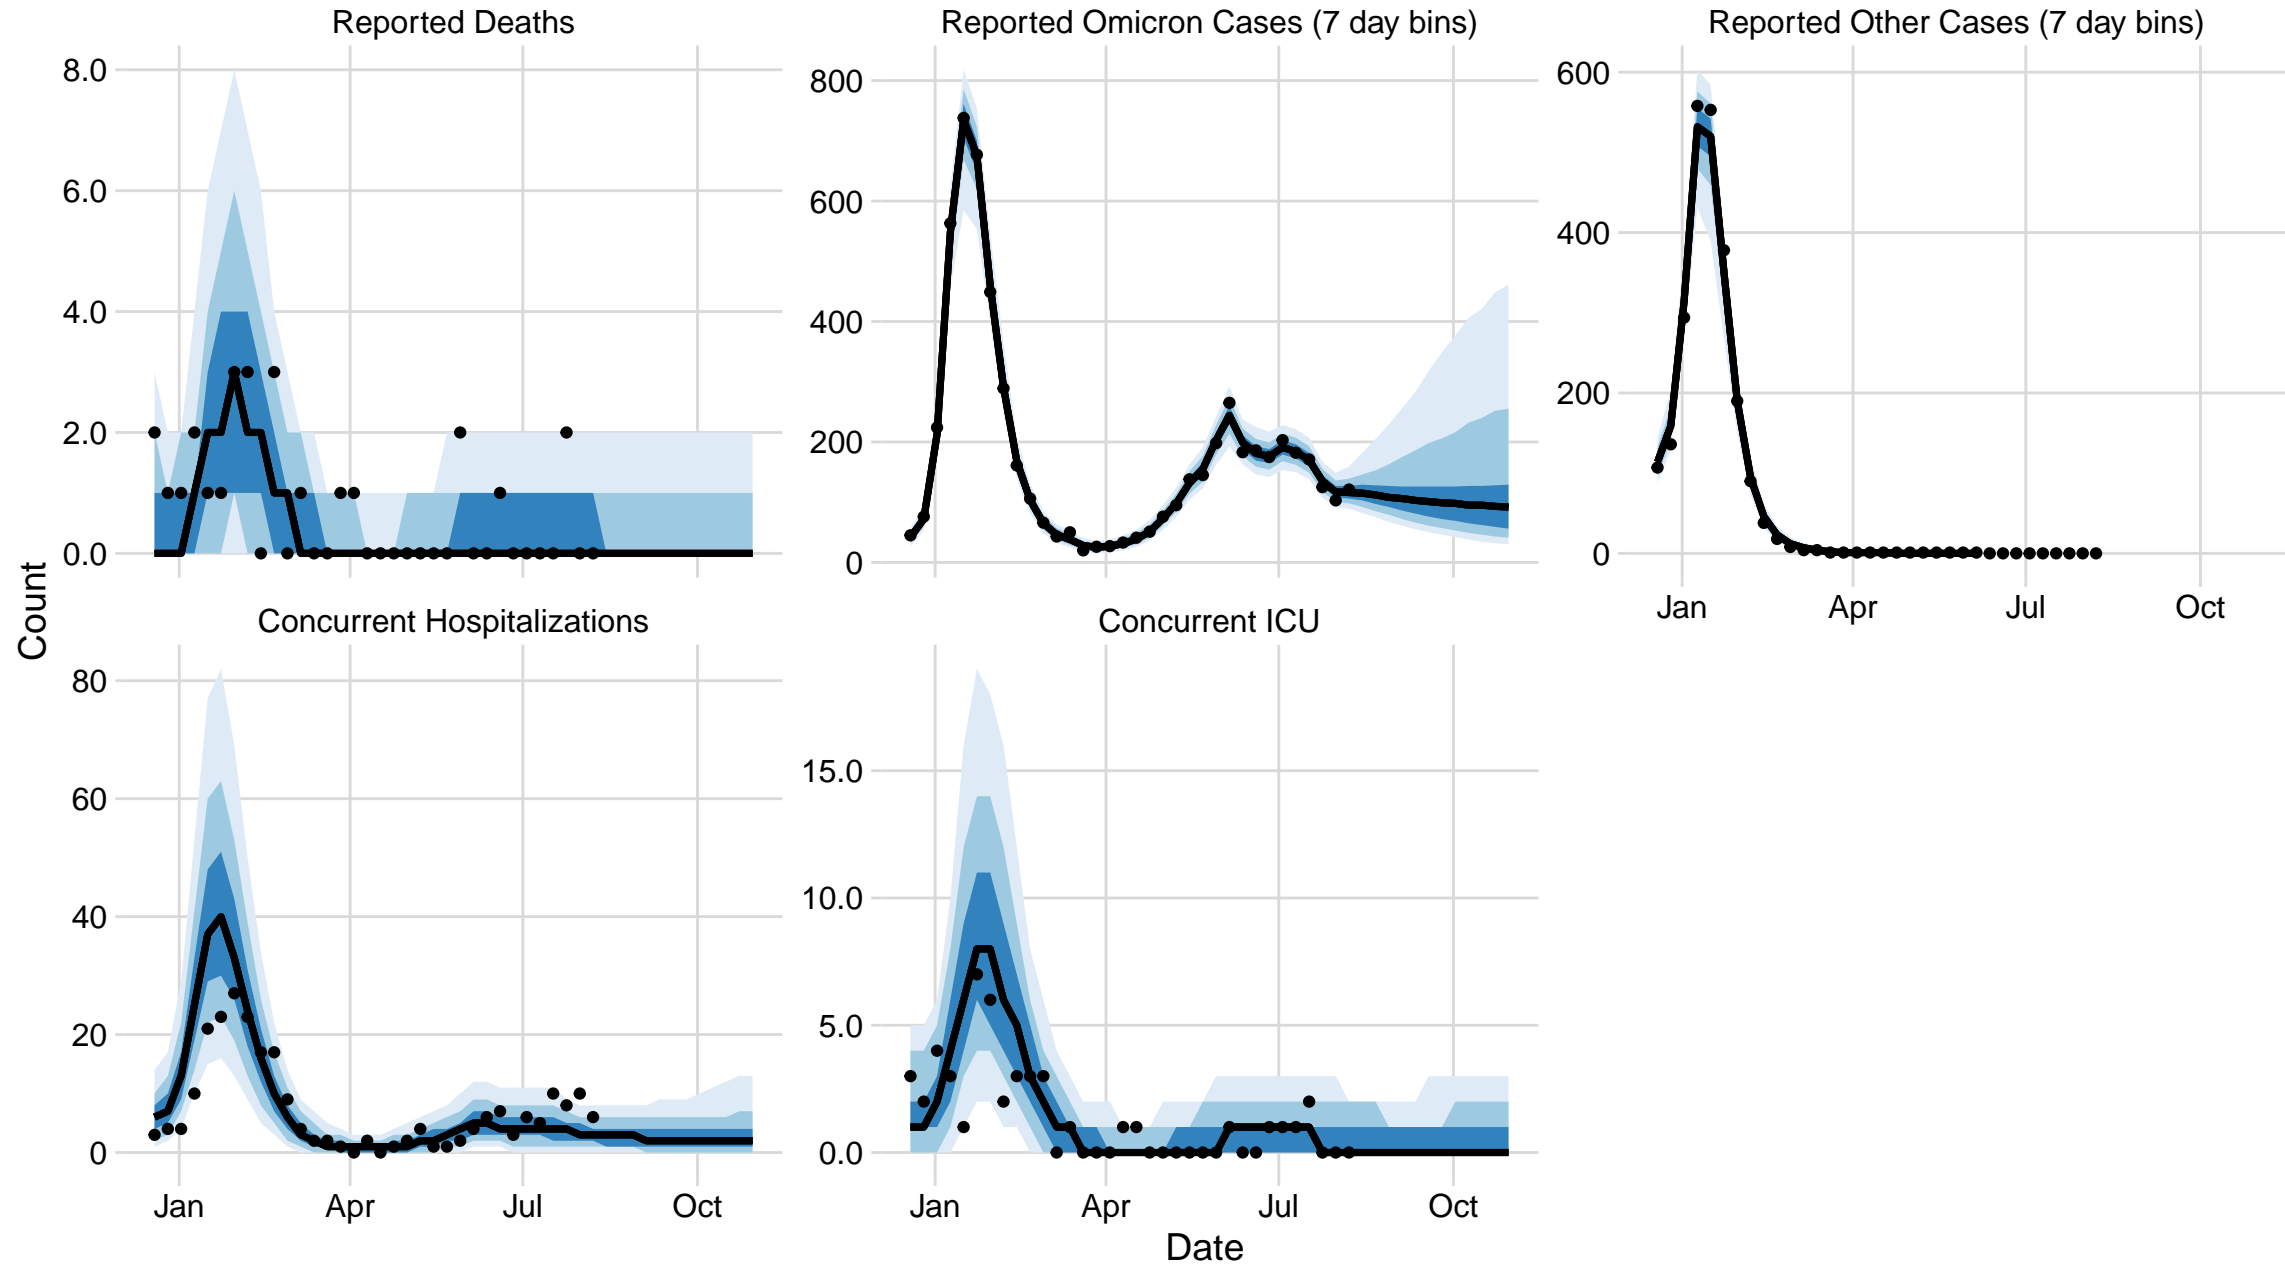 Reported Deaths
Reported Omicron Cases (7 day bins)
Reported Other Cases (7 day bins)
8.0
6.0
4.0
2.0
0.0
800
600
400
200
0
600
400
200
0
Jan Apr Jul Oct
Count
Concurrent Hospitalizations
Concurrent ICU
80
60
40
20
0
15.0
10.0
5.0
0.0
Jan Apr Jul Oct
Jan Apr Jul Oct
Date